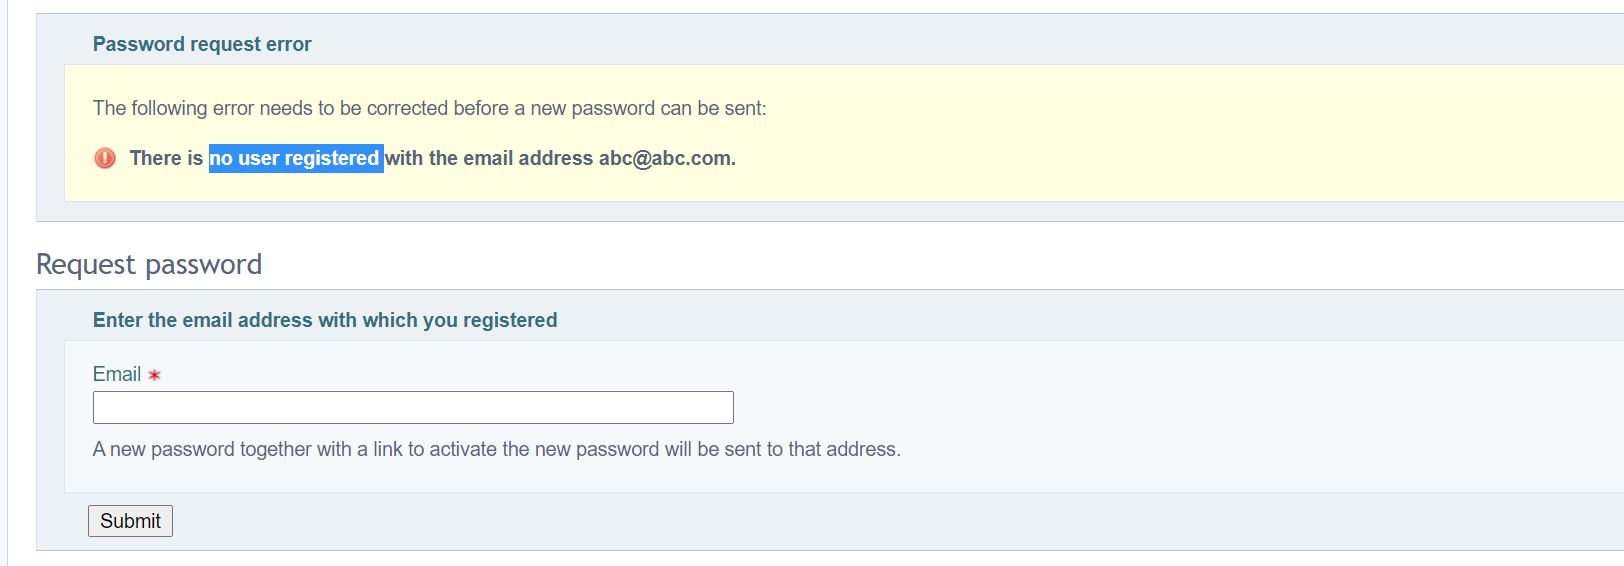 Password request error
The following error needs to be corrected before a new password can be sent:
There is no user registered with the email address abc@abc.com.
Request password
Enter the email address with which you registered
Email *
A new password together with a link to activate the new password will be sent to that address.
Submit